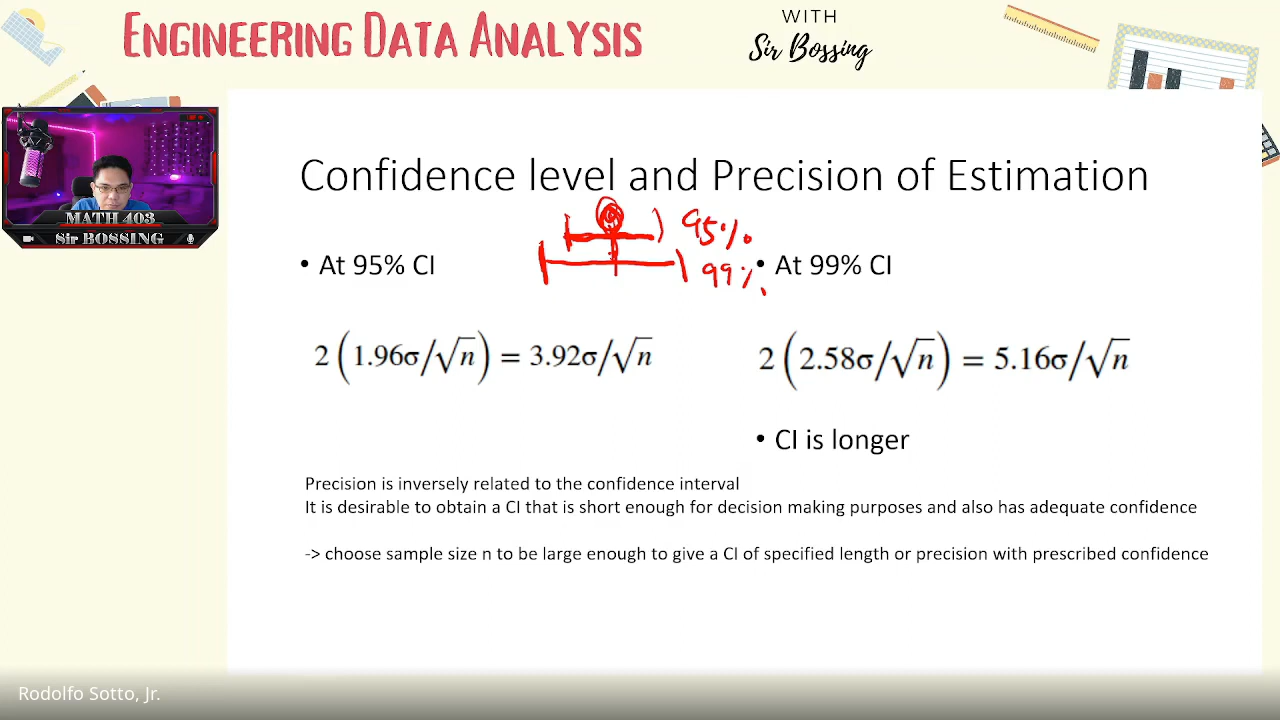 ENGINEERING DATA ANALYSIS
WITH
Sir Bossing
MATH 403
Sir BOSSING
Confidence level and Precision of Estimation
95%
99%
• At 95% CI
• At 99% CI
2(1.96σ/√n) = 3.92σ/√n
2(2.58σ/√n) = 5.16σ/√n
• CI is longer
Precision is inversely related to the confidence interval
It is desirable to obtain a CI that is short enough for decision making purposes and also has adequate confidence
-> choose sample size n to be large enough to give a CI of specified length or precision with prescribed confidence
Rodolfo Sotto, Jr.